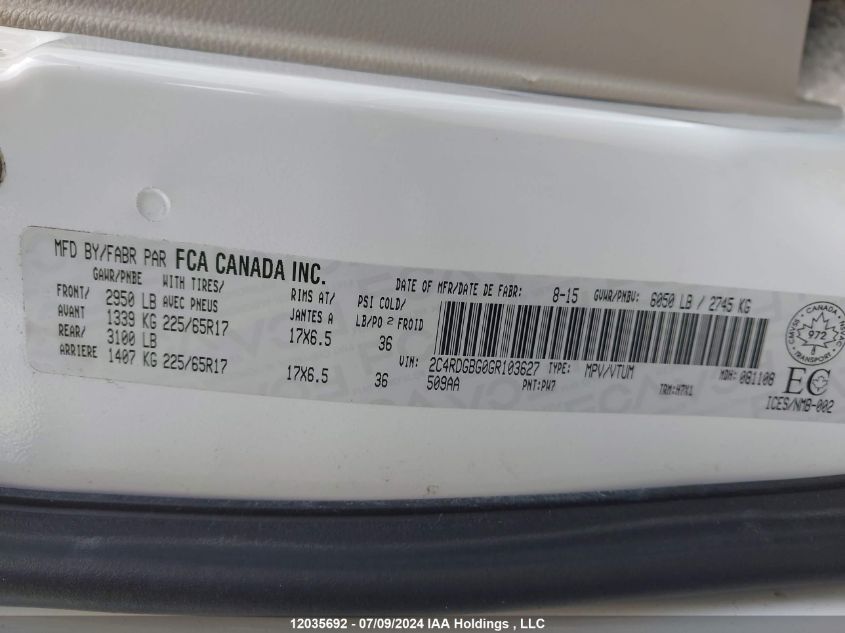 MFD BY/FABR PAR FCA CANADA INC.
DATE OF MFR/DATE DE FABR: 8-15 GVWR/PNBV: 6050 LB / 2745 KG
GAWR/PNBE WITH TIRES/ RIMS AT/ PSI COLD/
FRONT/ 2950 LB AVEC PNEUS JANTES A LB/PO 2 FROID
AVANT 1339 KG 225/65R17 17X6.5 36
REAR/ 3100 LB
ARRIERE 1407 KG 225/65R17 17X6.5 36
VIN: 2C4RDGBG0GR103627 TYPE: MPV/VTUM MDH: 081108
509AA PNT:PW7 TRM:H7X1
CANADA
972
TRANSPORT
EC
ICES/NMB-002
12035692 - 07/09/2024 IAA Holdings , LLC